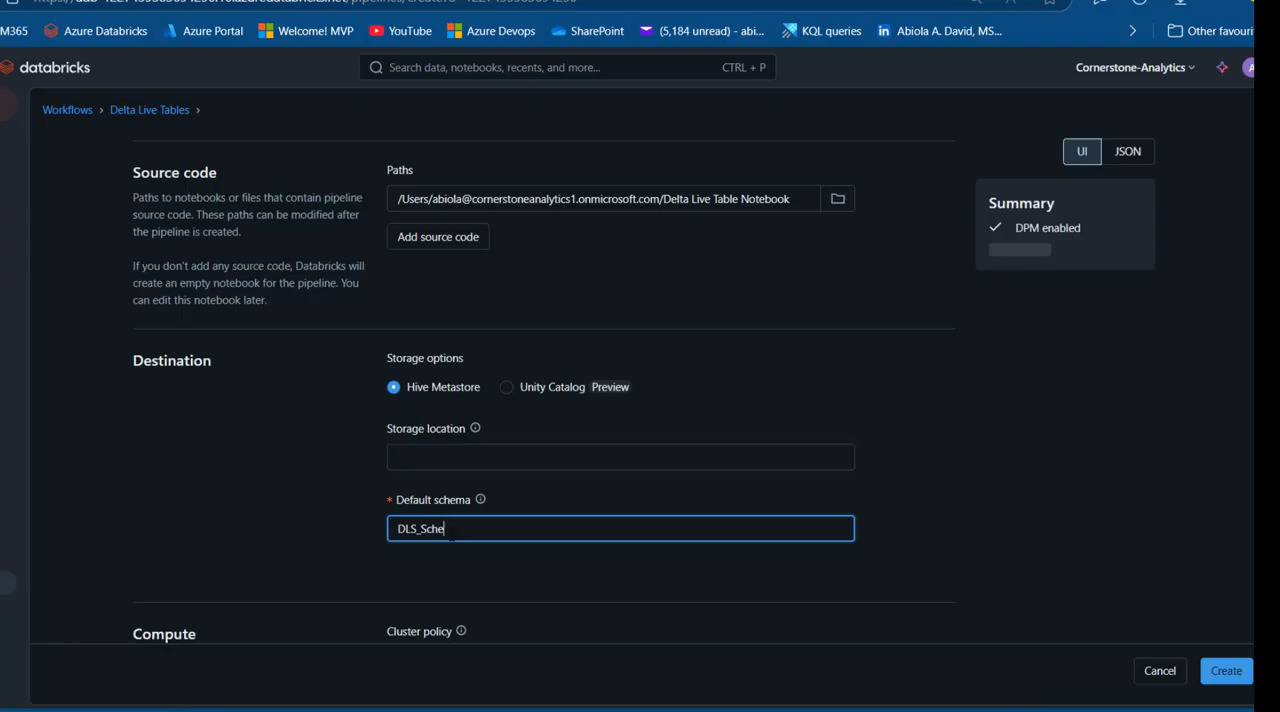 M365 Azure Databricks Azure Portal Welcome! MVP YouTube Azure Devops SharePoint (5,184 unread) - abi... KQL queries Abiola A. David, MS... Other favouri
databricks Search data, notebooks, recents, and more... CTRL + P Cornerstone-Analytics A
Workflows › Delta Live Tables ›
UI JSON
Source code
Paths to notebooks or files that contain pipeline
source code. These paths can be modified after
the pipeline is created.
If you don't add any source code, Databricks will
create an empty notebook for the pipeline. You
can edit this notebook later.
Paths
/Users/abiola@cornerstoneanalytics1.onmicrosoft.com/Delta Live Table Notebook
Add source code
Summary
DPM enabled
Destination
Storage options
Hive Metastore Unity Catalog Preview
Storage location
* Default schema
DLS_Sche
Compute
Cluster policy
Cancel Create